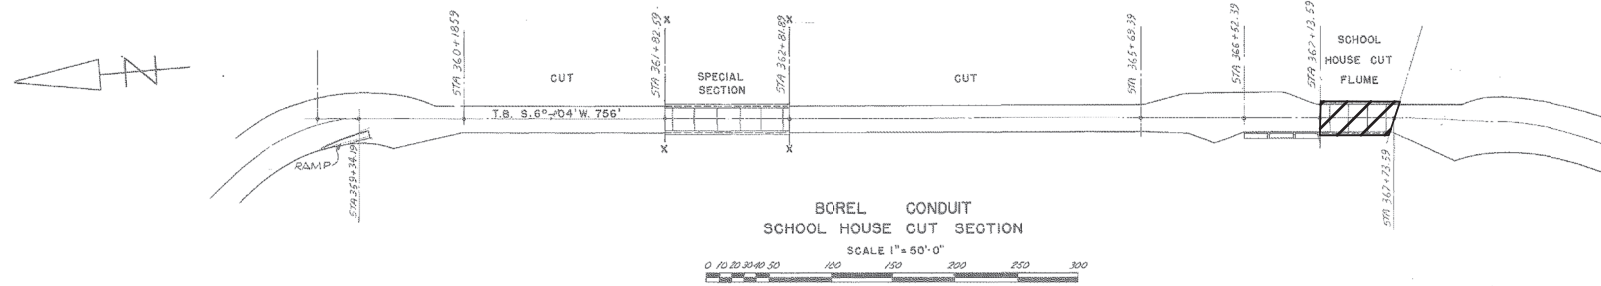 N
STA 359+34.19
RAMP
STA 360+18.59
CUT
T.B. S.6°-04'W. 756'
STA 361+82.59
X
X
SPECIAL
SECTION
STA 362+81.89
X
X
CUT
STA 365+69.39
STA 366+52.39
STA 367+13.59
SCHOOL
HOUSE CUT
FLUME
STA 367+73.59
BOREL CONDUIT
SCHOOL HOUSE CUT SECTION
SCALE 1"=50'-0"
0 10 20 30 40 50 100 150 200 250 300